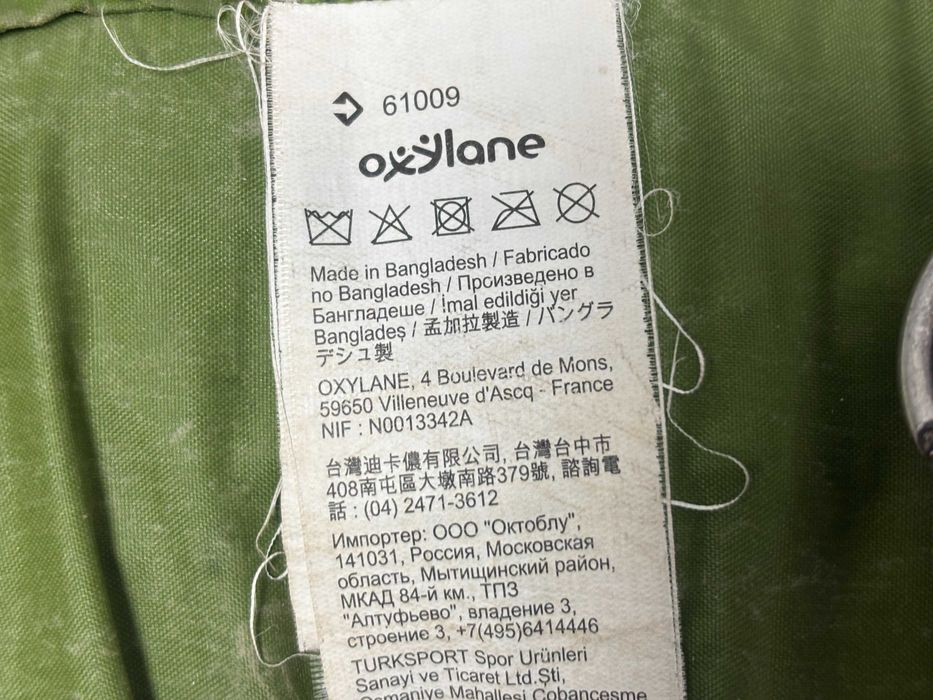 61009
oxylane
Made in Bangladesh / Fabricado
no Bangladesh / Произведено в
Бангладеше / İmal edildiği yer
Bangladeş / 孟加拉製造 / バングラ
デシュ製
OXYLANE, 4 Boulevard de Mons,
59650 Villeneuve d'Ascq - France
NIF : N0013342A
台灣迪卡儂有限公司, 台灣台中市
408南屯區大墩南路379號, 諮詢電
話 : (04) 2471-3612
Импортер: ООО "Октоблу",
141031, Россия, Московская
область, Мытищинский район,
МКАД 84-й км., ТПЗ
"Алтуфьево", владение 3,
строение 3, +7(495)6414446
TURKSPORT Spor Urünleri
Sanayi ve Ticaret Ltd.Şti,
Osmaniye Mahallesi Çobançeşme